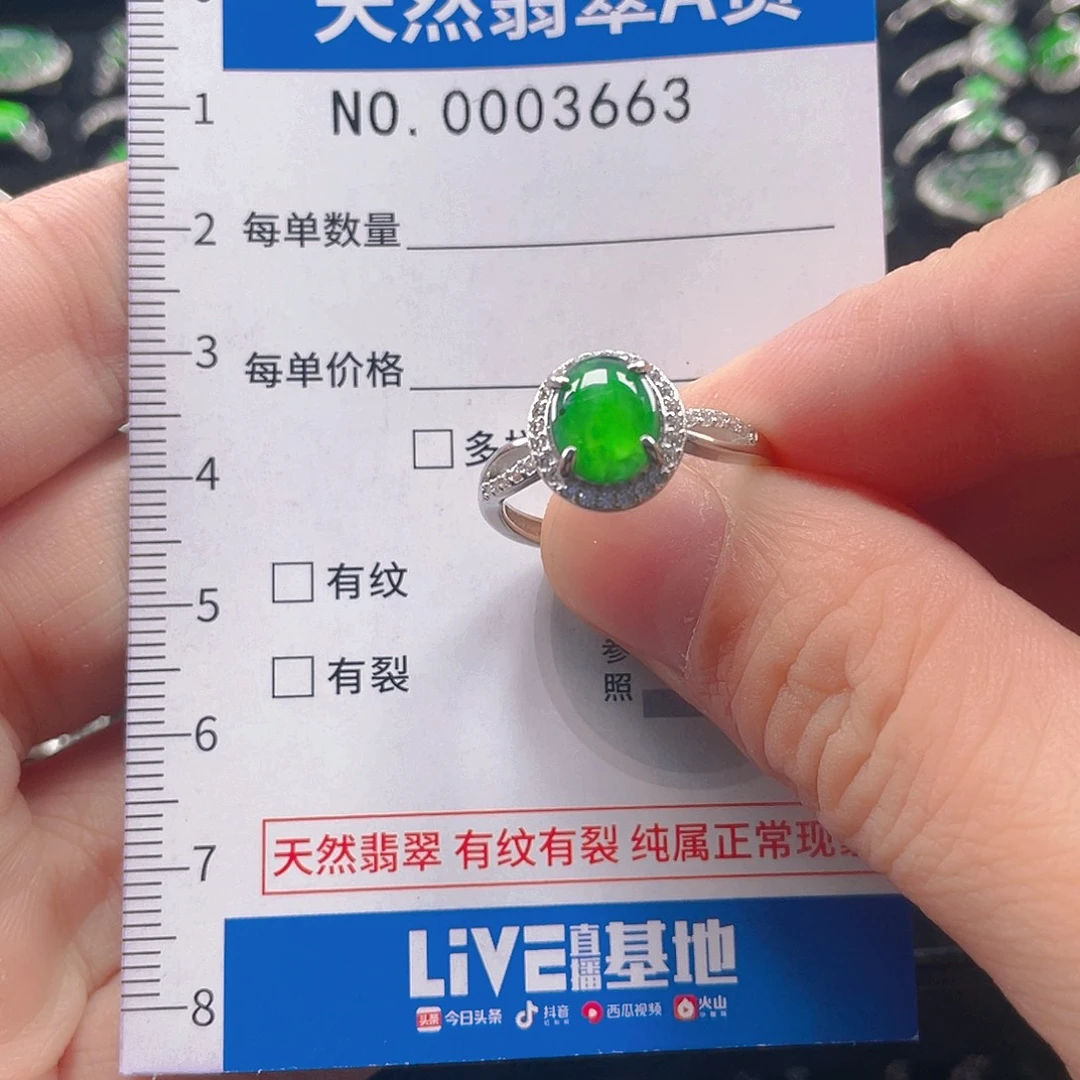 天然翡翠A货
NO. 0003663
1
2
每单数量
3
每单价格
4
多
5
有纹
有裂
参
照
6
7
天然翡翠 有纹有裂 纯属正常现
8
LiVE直播基地
头条 今日头条 抖音 西瓜视频 火山